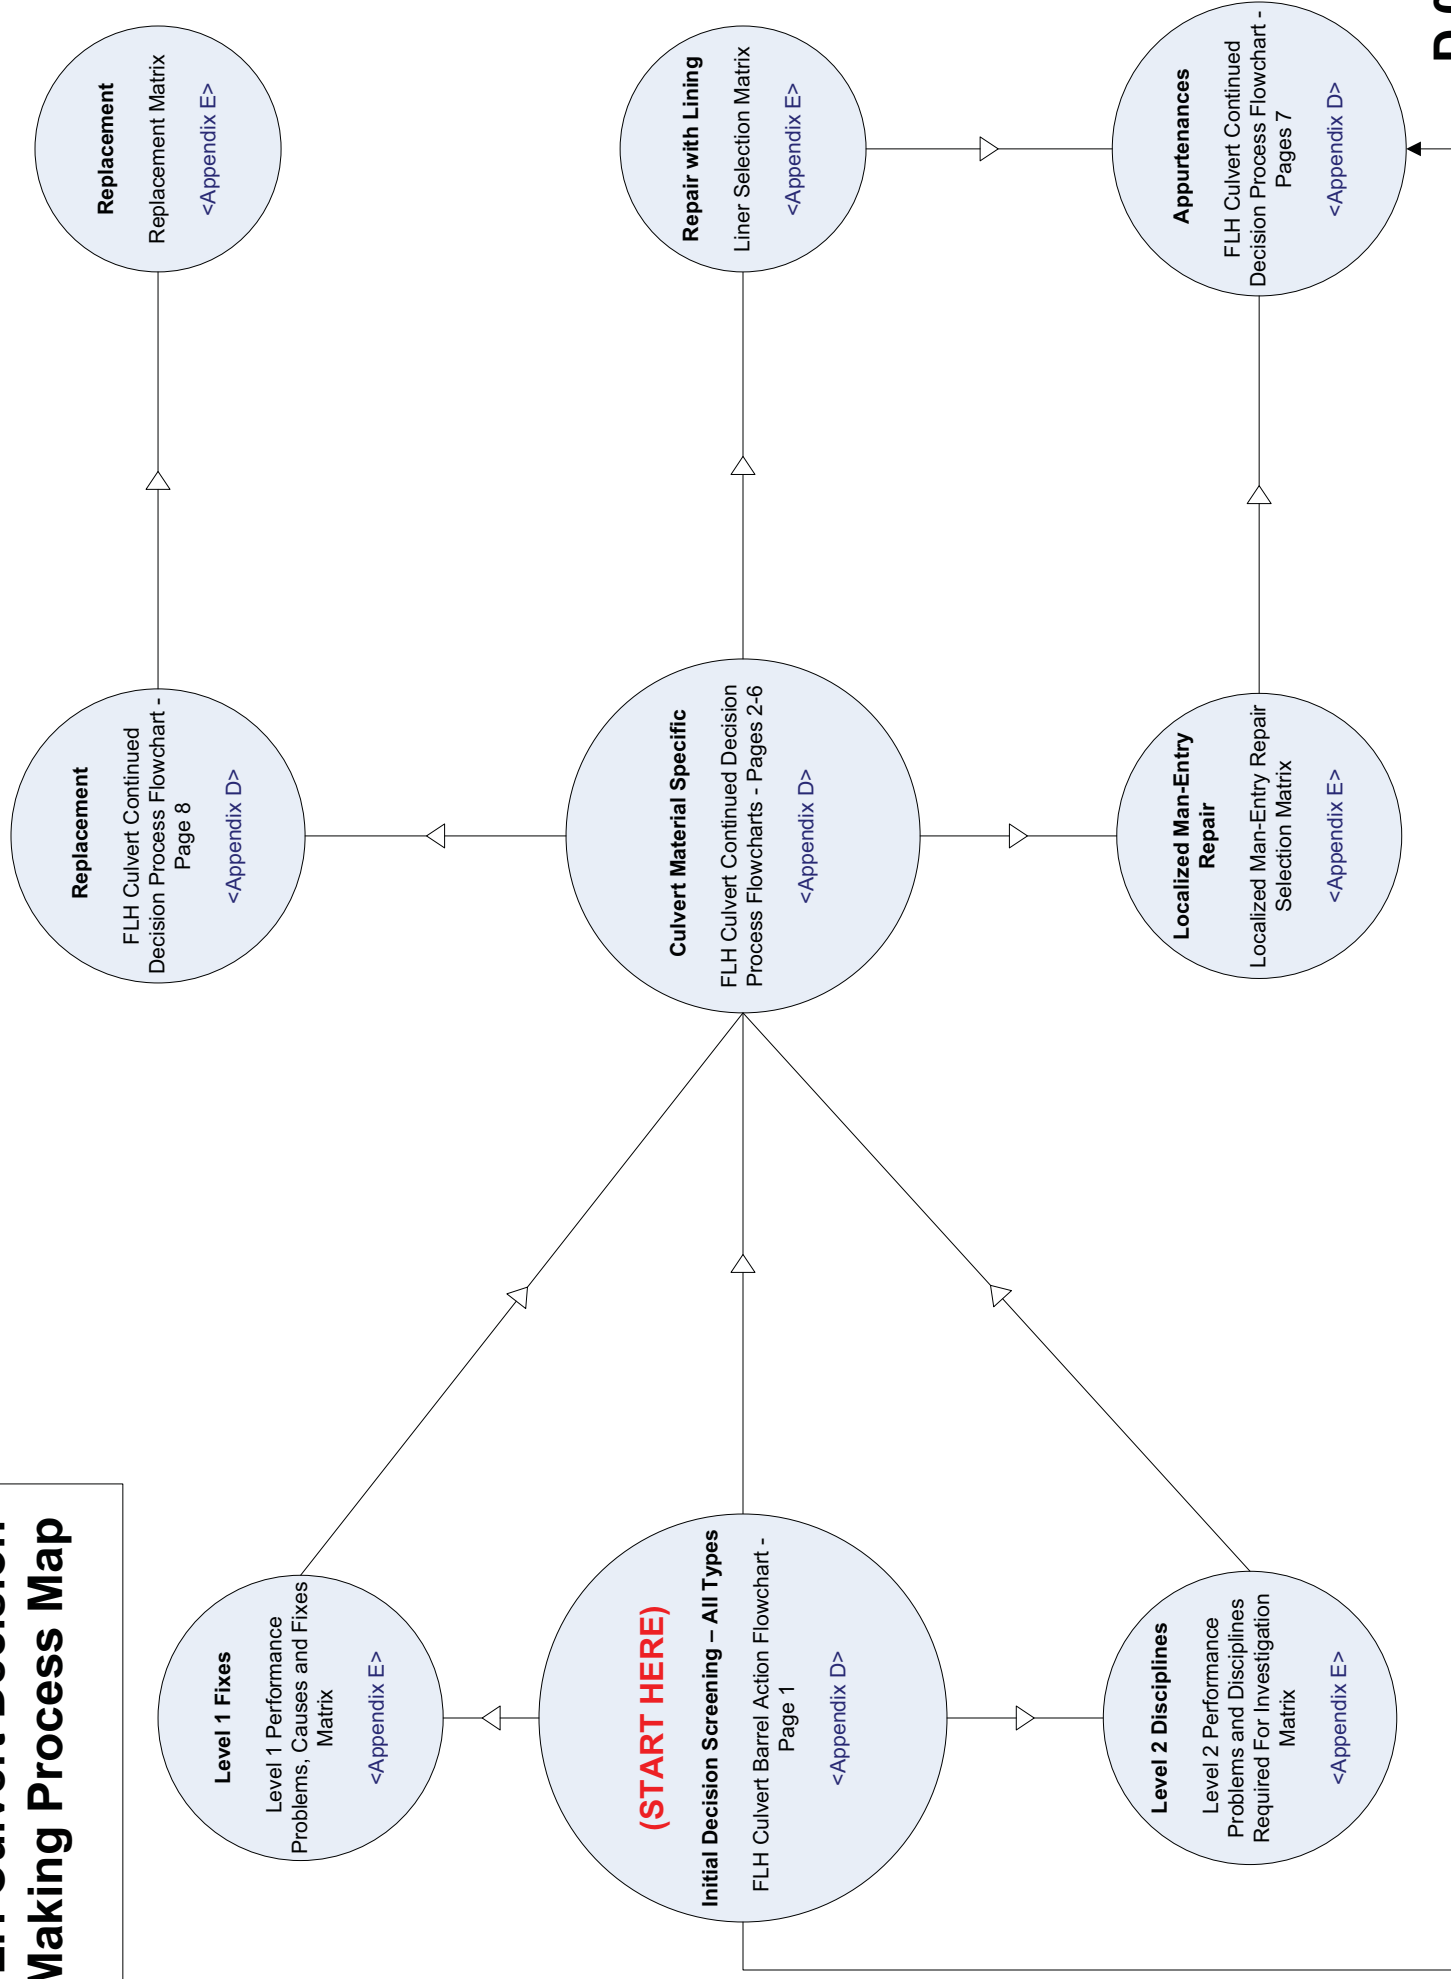 Culvert Decision
Making Process Map
Replacement
FLH Culvert Continued
Decision Process Flowchart -
Page 8
<Appendix D>
Replacement
Replacement Matrix
<Appendix E>
Level 1 Fixes
Level 1 Performance
Problems, Causes and Fixes
Matrix
<Appendix E>
(START HERE)
Initial Decision Screening – All Types
FLH Culvert Barrel Action Flowchart -
Page 1
<Appendix D>
Culvert Material Specific
FLH Culvert Continued Decision
Process Flowcharts - Pages 2-6
<Appendix D>
Repair with Lining
Liner Selection Matrix
<Appendix E>
Level 2 Disciplines
Level 2 Performance
Problems and Disciplines
Required For Investigation
Matrix
<Appendix E>
Localized Man-Entry
Repair
Localized Man-Entry Repair
Selection Matrix
<Appendix E>
Appurtenances
FLH Culvert Continued
Decision Process Flowchart -
Pages 7
<Appendix D>